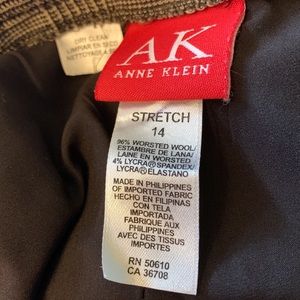 DRY CLEAN
LIMPIAR EN SECO
NETTOYAGE A
AK
ANNE KLEIN
STRETCH
14
96% WORSTED WOOL/
ESTAMBRE DE LANA/
LAINE EN WORSTED
4% LYCRA®SPANDEX/
LYCRA®ELASTANO
MADE IN PHILIPPINES
OF IMPORTED FABRIC
HECHO EN FILIPINAS
CON TELA
IMPORTADA
FABRIQUÉ AUX
PHILIPPINES
AVEC DES TISSUS
IMPORTES
RN 50610
CA 36708